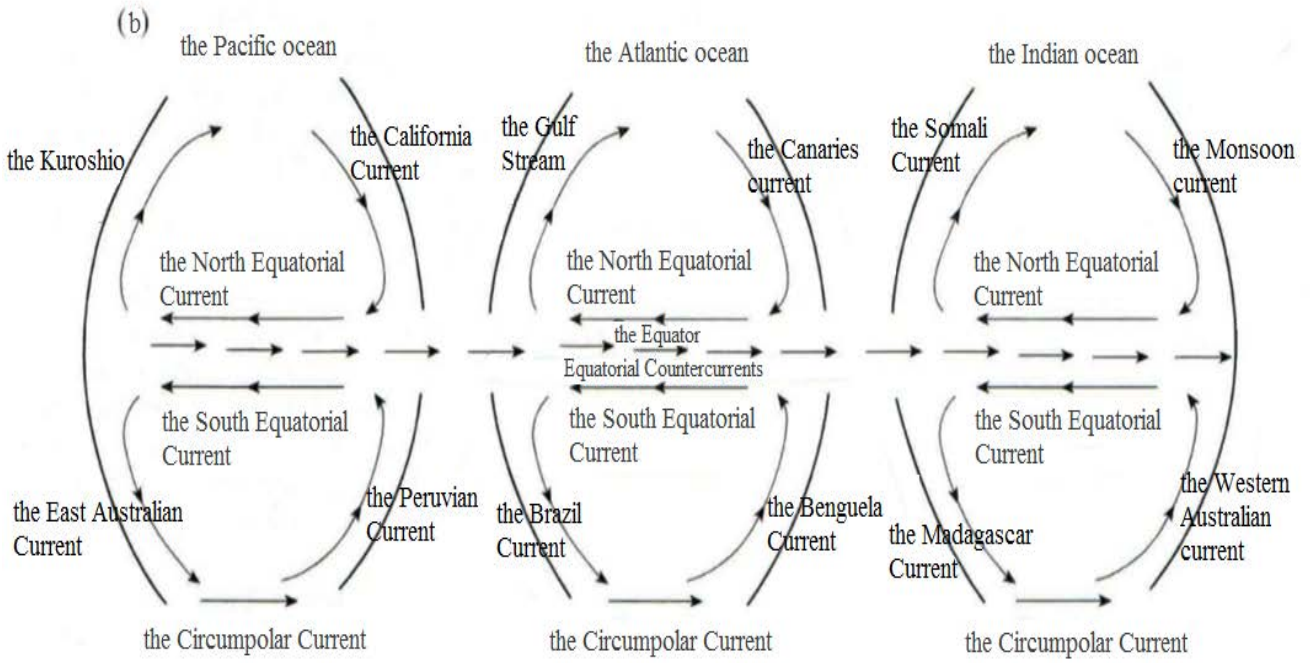 (b)
the Pacific ocean
the Atlantic ocean
the Indian ocean
the Kuroshio
the California
Current
the Gulf
Stream
the Canaries
current
the Somali
Current
the Monsoon
current
the North Equatorial
Current
the North Equatorial
Current
the North Equatorial
Current
the Equator
Equatorial Countercurrents
the South Equatorial
Current
the South Equatorial
Current
the South Equatorial
Current
the East Australian
Current
the Peruvian
Current
the Brazil
Current
the Benguela
Current
the Madagascar
Current
the Western
Australian
current
the Circumpolar Current
the Circumpolar Current
the Circumpolar Current